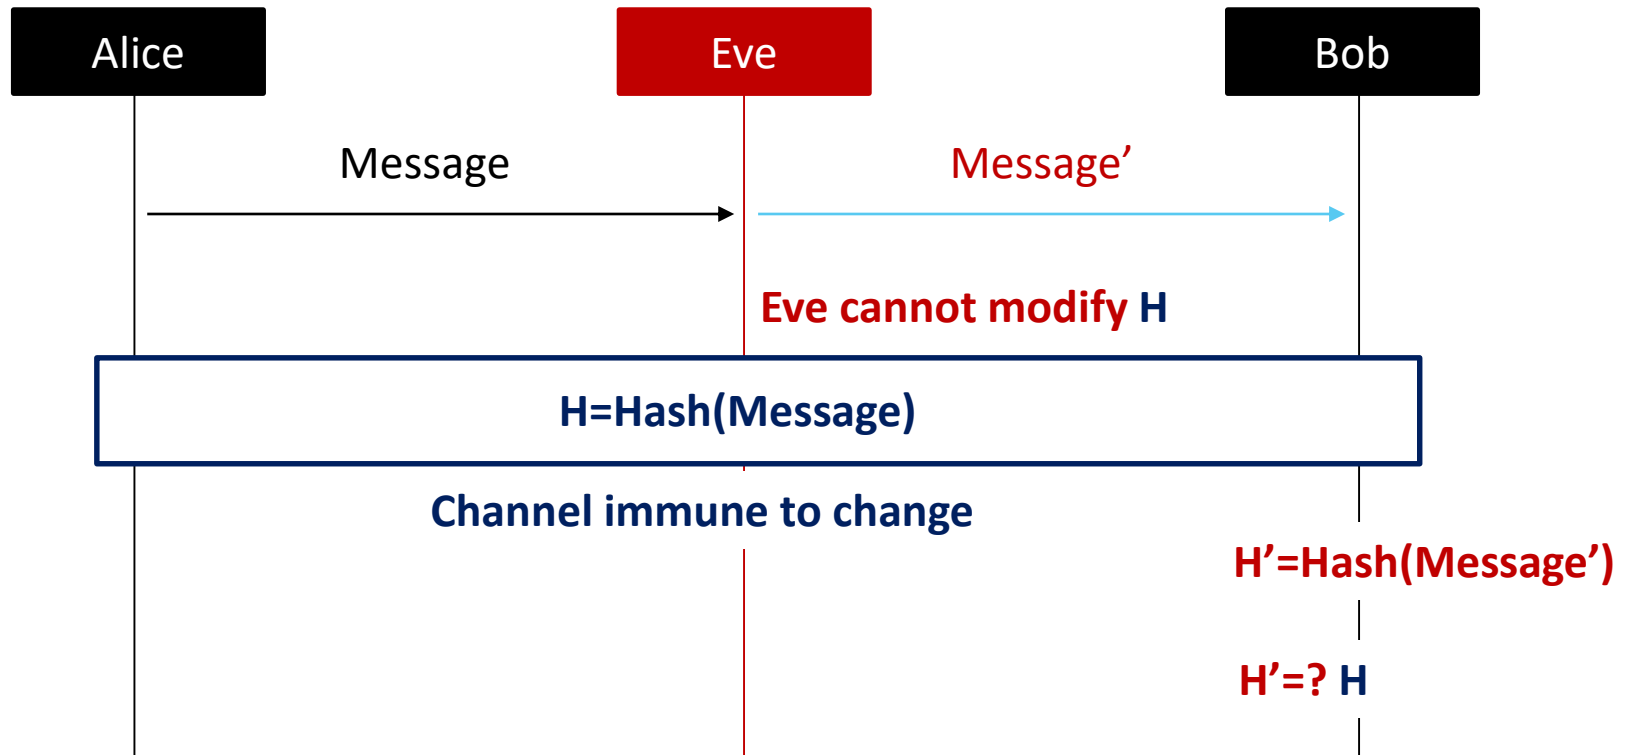 Alice
Eve
Bob
Message
Message’
Eve cannot modify H
H=Hash(Message)
Channel immune to change
H’=Hash(Message’)
H’=? H